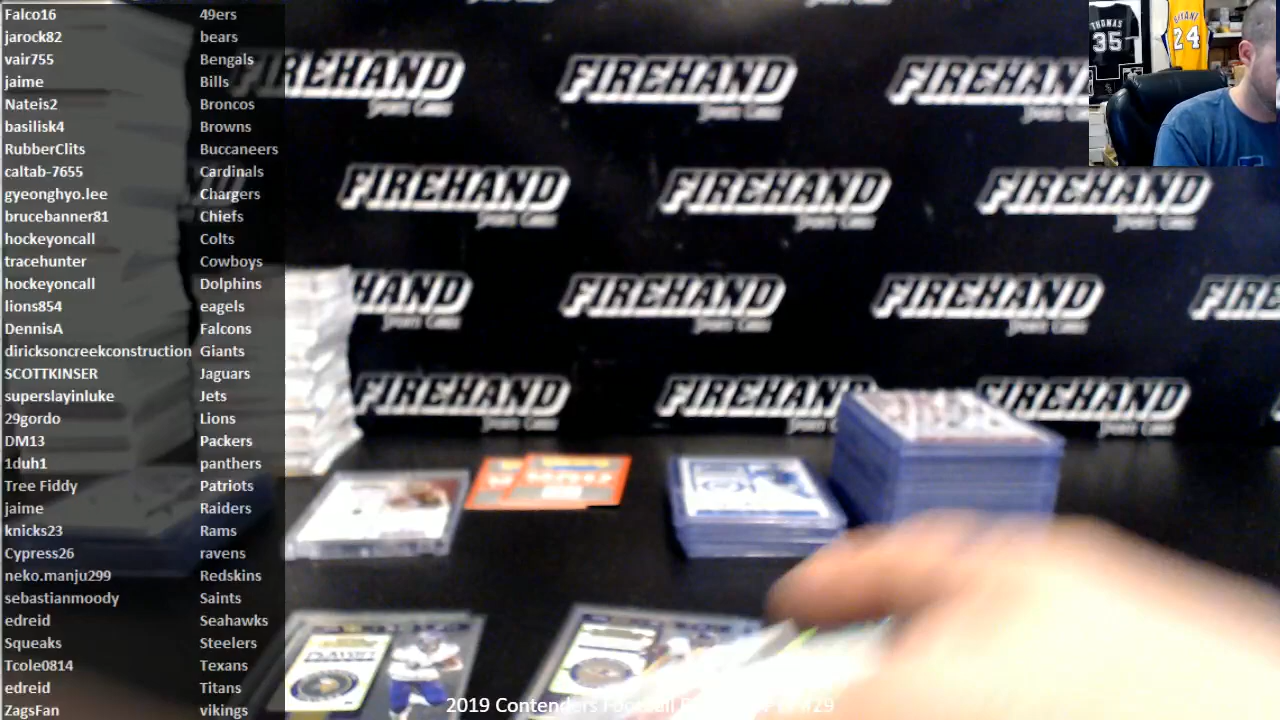 Falco16 49ers
jarock82 bears
vair755 Bengals
jaime Bills
Nateis2 Broncos
basilisk4 Browns
RubberClits Buccaneers
caltab-7655 Cardinals
gyeonghyo.lee Chargers
brucebanner81 Chiefs
hockeyoncall Colts
tracehunter Cowboys
hockeyoncall Dolphins
lions854 eagels
DennisA Falcons
diricksoncreekconstruction Giants
SCOTTKINSER Jaguars
superslayinluke Jets
29gordo Lions
DM13 Packers
1duh1 panthers
Tree Fiddy Patriots
jaime Raiders
knicks23 Rams
Cypress26 ravens
neko.manju299 Redskins
sebastianmoody Saints
edreid Seahawks
Squeaks Steelers
Tcole0814 Texans
edreid Titans
ZagsFan vikings
THOMAS
35
BRYANT
24
FIREHAND FIREHAND FIREHAND
FIREHAND FIREHAND FIREHAND
HAND FIREHAND FIREHAND FIRE
FIREHAND FIREHAND FIREHAND
2019 Contenders Football #29